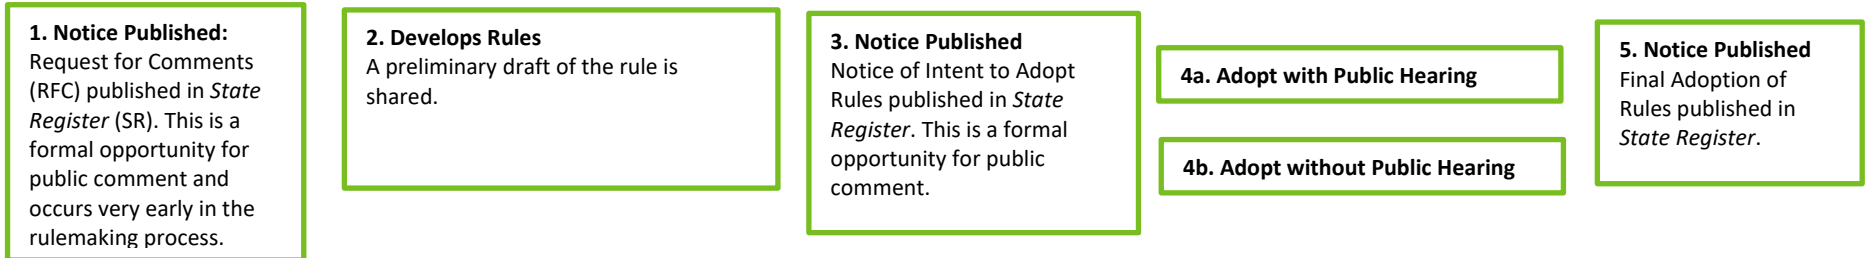 1. Notice Published:
Request for Comments
(RFC) published in State
Register (SR). This is a
formal opportunity for
public comment and
occurs very early in the
rulemaking process.
2. Develops Rules
A preliminary draft of the rule is
shared.
3. Notice Published
Notice of Intent to Adopt
Rules published in State
Register. This is a formal
opportunity for public
comment.
4a. Adopt with Public Hearing
4b. Adopt without Public Hearing
5. Notice Published
Final Adoption of
Rules published in
State Register.